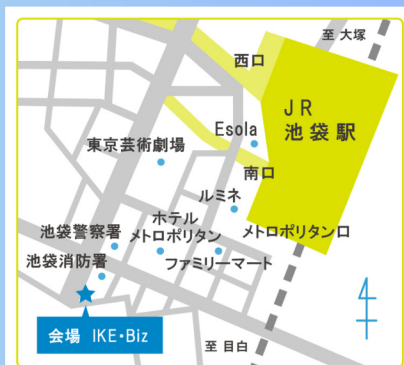 至 大塚
西口
JR
池袋駅
Esola
東京芸術劇場
南口
ルミネ
ホテル
メトロポリタン
メトロポリタン口
池袋警察署
ファミリーマート
池袋消防署
会場 IKE・Biz
至 目白